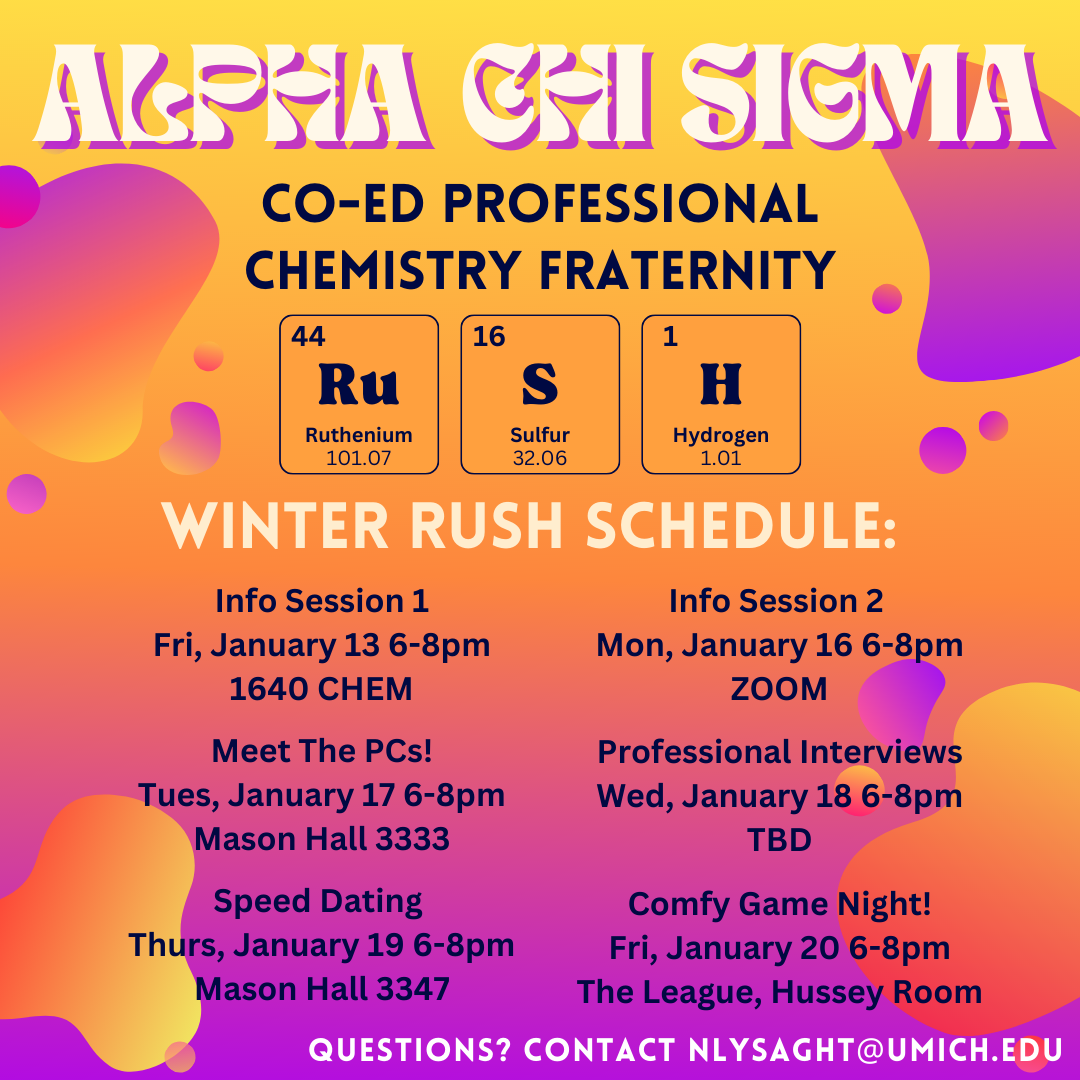 ALPHA CHI SIGMA
CO-ED PROFESSIONAL
CHEMISTRY FRATERNITY
44
Ru
Ruthenium
101.07
16
S
Sulfur
32.06
1
H
Hydrogen
1.01
WINTER RUSH SCHEDULE:
Info Session 1
Fri, January 13 6-8pm
1640 CHEM
Info Session 2
Mon, January 16 6-8pm
ZOOM
Meet The PCs!
Tues, January 17 6-8pm
Mason Hall 3333
Professional Interviews
Wed, January 18 6-8pm
TBD
Speed Dating
Thurs, January 19 6-8pm
Mason Hall 3347
Comfy Game Night!
Fri, January 20 6-8pm
The League, Hussey Room
QUESTIONS? CONTACT NLYSAGHT@UMICH.EDU